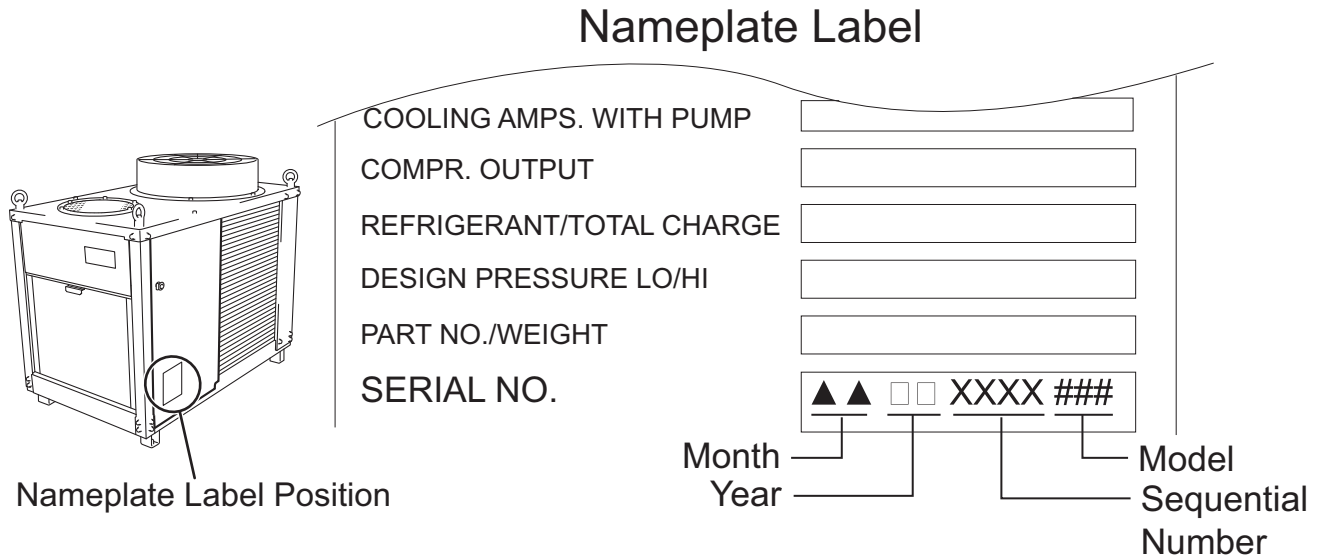 Nameplate Label
COOLING AMPS. WITH PUMP
COMPR. OUTPUT
REFRIGERANT/TOTAL CHARGE
DESIGN PRESSURE LO/HI
PART NO./WEIGHT
SERIAL NO. ▲▲ □□ XXXX ###
Month
Year
Model
Sequential
Number
Nameplate Label Position